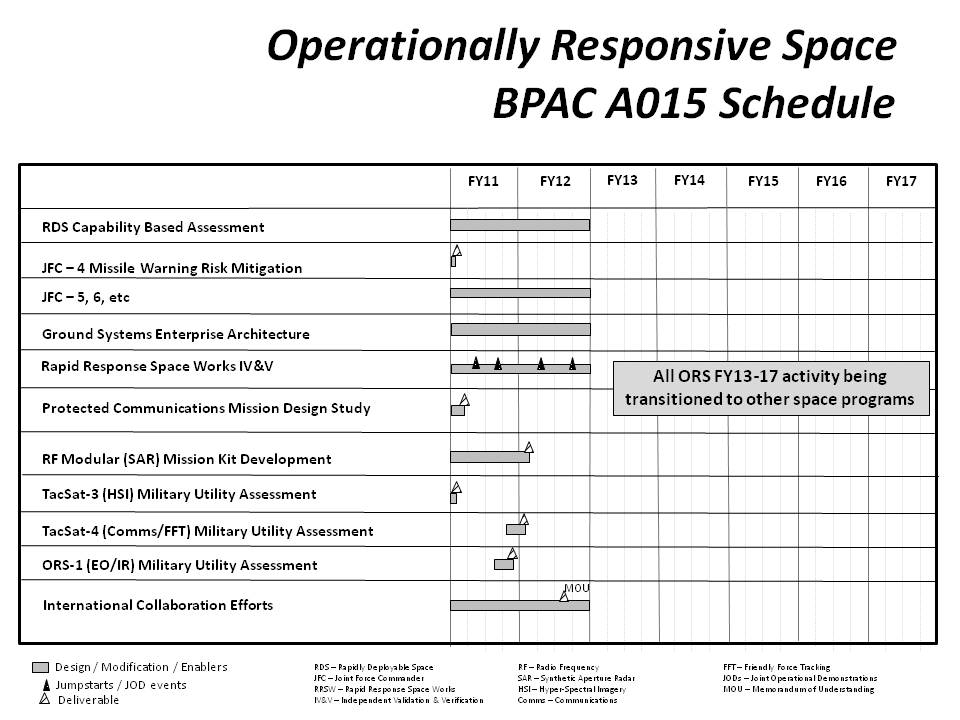 Operationally Responsive Space
BPAC A015 Schedule
FY11 FY12 FY13 FY14 FY15 FY16 FY17
RDS Capability Based Assessment
JFC – 4 Missile Warning Risk Mitigation
JFC – 5, 6, etc
Ground Systems Enterprise Architecture
Rapid Response Space Works IV&V
All ORS FY13-17 activity being
transitioned to other space programs
Protected Communications Mission Design Study
RF Modular (SAR) Mission Kit Development
TacSat-3 (HSI) Military Utility Assessment
TacSat-4 (Comms/FFT) Military Utility Assessment
ORS-1 (EO/IR) Military Utility Assessment
MOU
International Collaboration Efforts
Design / Modification / Enablers
Jumpstarts / JOD events
Deliverable
RDS – Rapidly Deployable Space
JFC – Joint Force Commander
RRSW – Rapid Response Space Works
IV&V – Independent Validation & Verification
RF – Radio Frequency
SAR – Synthetic Aperture Radar
HSI – Hyper-Spectral Imagery
Comms – Communications
FFT – Friendly Force Tracking
JODs – Joint Operational Demonstrations
MOU – Memorandum of Understanding